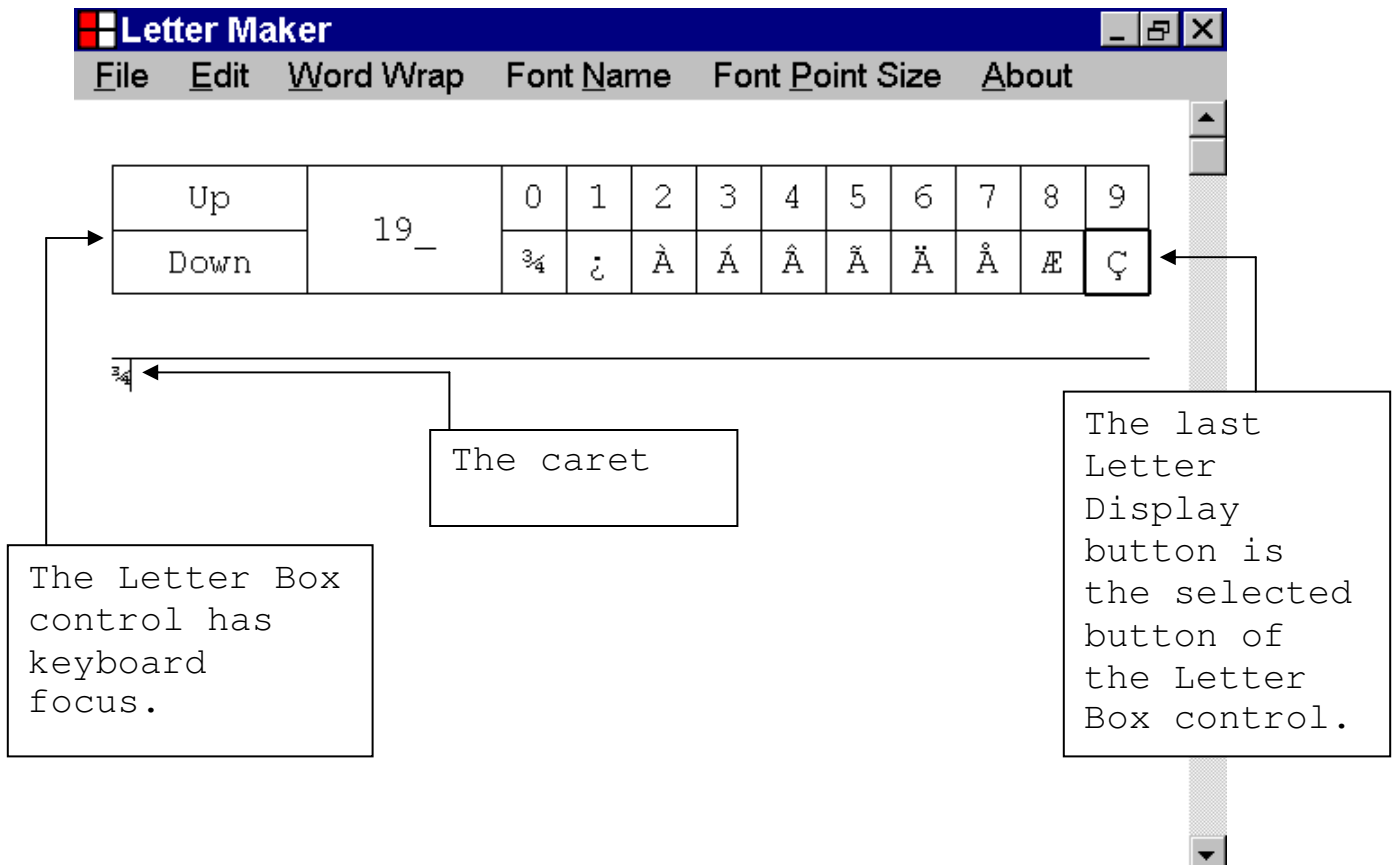 Letter Maker
File Edit Word Wrap Font Name Font Point Size About
Up 19_ 0 1 2 3 4 5 6 7 8 9
Down ¾ ¿ À Á Â Ã Ä Å Æ Ç
¾
The caret
The last
Letter
Display
button is
the selected
button of
the Letter
Box control.
The Letter Box
control has
keyboard
focus.